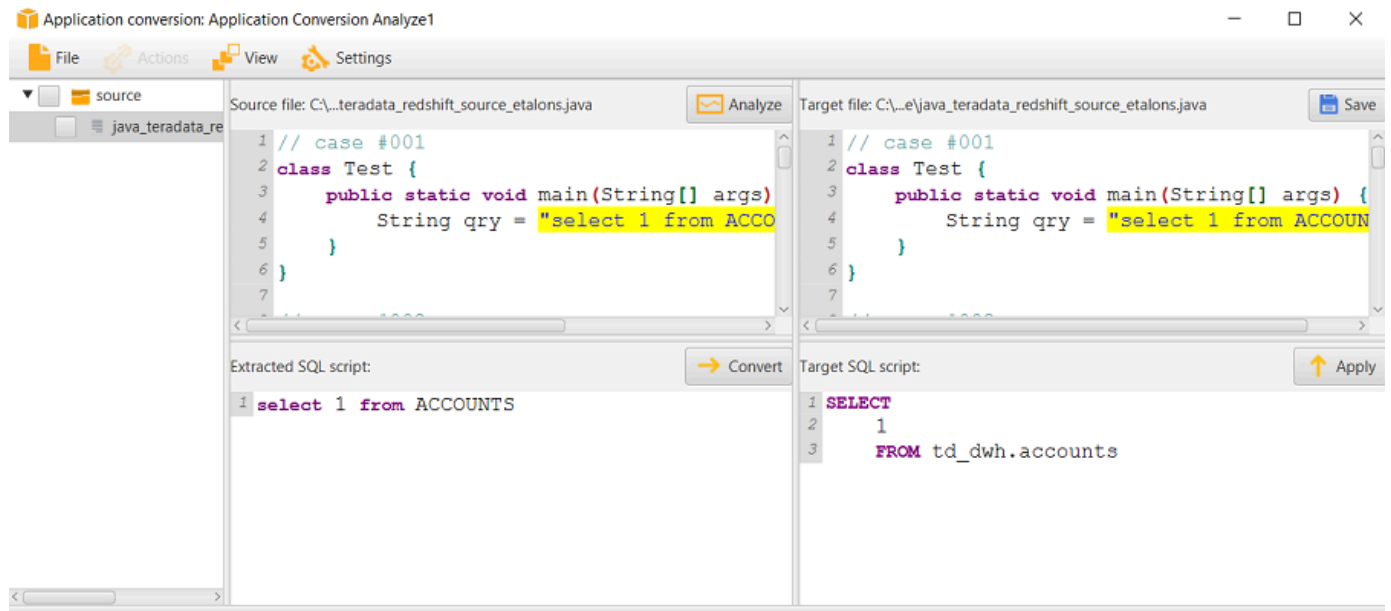 Application conversion: Application Conversion Analyze1
File Actions View Settings
source
java_teradata_re
Source file: C:\...teradata_redshift_source_etalons.java
Analyze
1 // case #001
2 class Test {
3 public static void main(String[] args)
4 String qry = "select 1 from ACCO
5 }
6 }
7
Target file: C:\...e\java_teradata_redshift_source_etalons.java
Save
1 // case #001
2 class Test {
3 public static void main(String[] args) {
4 String qry = "select 1 from ACCOUN
5 }
6 }
7
Extracted SQL script:
Convert
1 select 1 from ACCOUNTS
Target SQL script:
Apply
1 SELECT
2 1
3 FROM td_dwh.accounts